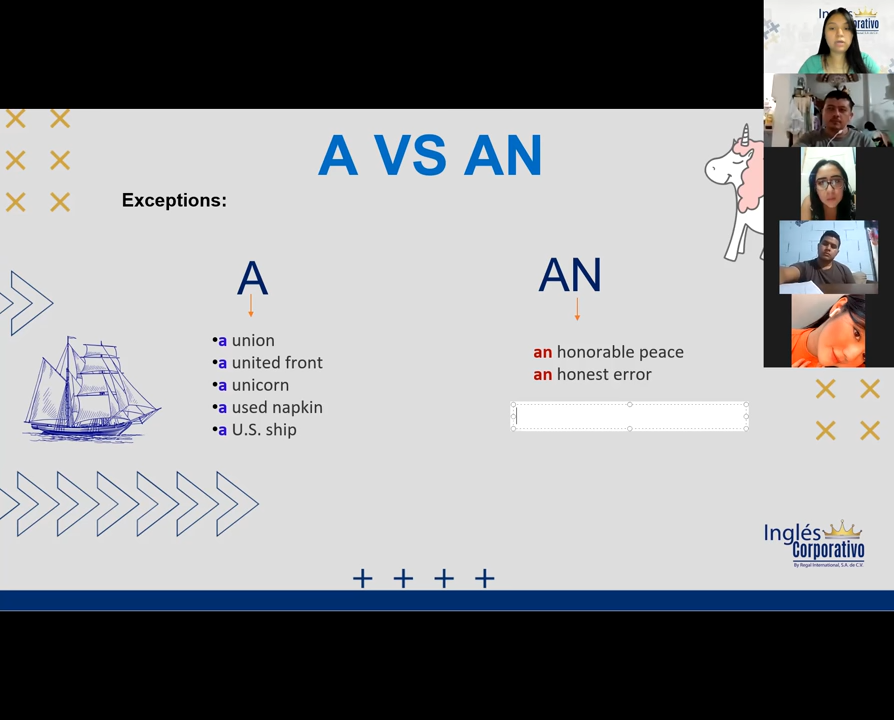 A VS AN
Exceptions:
A
•a union
•a united front
•a unicorn
•a used napkin
•a U.S. ship
AN
an honorable peace
an honest error
Inglés
Corporativo
By Regal International, S.A. de C.V.